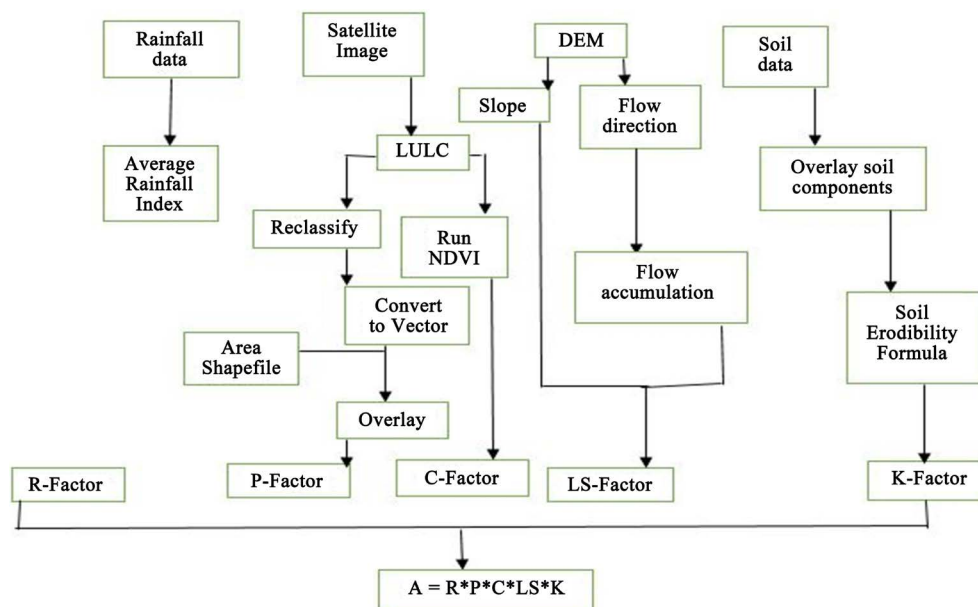 Rainfall
data
Satellite
Image
DEM
Soil
data
Slope
Flow
direction
Average
Rainfall
Index
LULC
Overlay soil
components
Reclassify
Run
NDVI
Flow
accumulation
Convert
to Vector
Area
Shapefile
Soil
Erodibility
Formula
Overlay
R-Factor
P-Factor
C-Factor
LS-Factor
K-Factor
A = R*P*C*LS*K